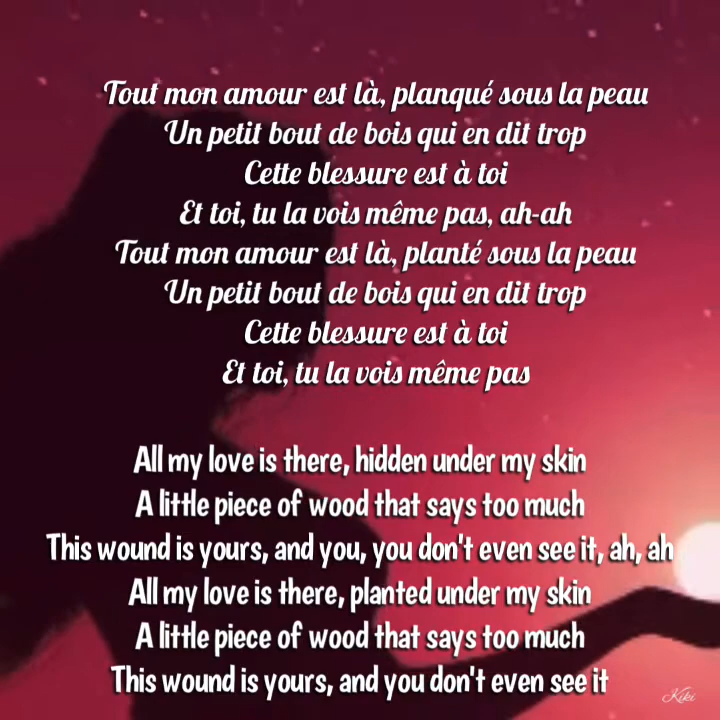 Tout mon amour est là, planqué sous la peau
Un petit bout de bois qui en dit trop
Cette blessure est à toi
Et toi, tu la vois même pas, ah-ah
Tout mon amour est là, planté sous la peau
Un petit bout de bois qui en dit trop
Cette blessure est à toi
Et toi, tu la vois même pas
All my love is there, hidden under my skin
A little piece of wood that says too much
This wound is yours, and you, you don't even see it, ah, ah
All my love is there, planted under my skin
A little piece of wood that says too much
This wound is yours, and you don't even see it
Kiki